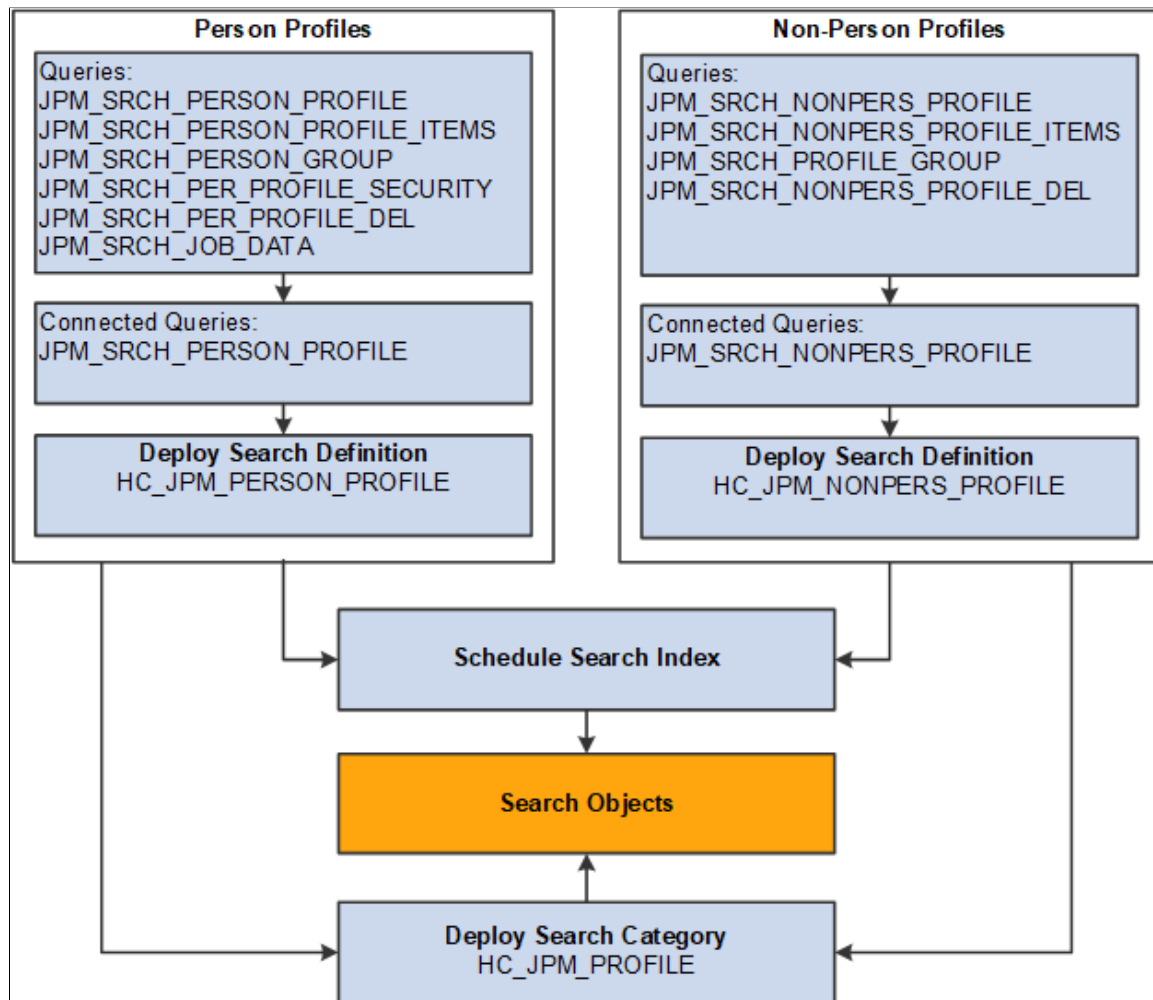 Person Profiles
Queries:
JPM_SRCH_PERSON_PROFILE
JPM_SRCH_PERSON_PROFILE_ITEMS
JPM_SRCH_PERSON_GROUP
JPM_SRCH_PER_PROFILE_SECURITY
JPM_SRCH_PER_PROFILE_DEL
JPM_SRCH_JOB_DATA
Connected Queries:
JPM_SRCH_PERSON_PROFILE
Deploy Search Definition
HC_JPM_PERSON_PROFILE
Non-Person Profiles
Queries:
JPM_SRCH_NONPERS_PROFILE
JPM_SRCH_NONPERS_PROFILE_ITEMS
JPM_SRCH_PROFILE_GROUP
JPM_SRCH_NONPERS_PROFILE_DEL
Connected Queries:
JPM_SRCH_NONPERS_PROFILE
Deploy Search Definition
HC_JPM_NONPERS_PROFILE
Schedule Search Index
Search Objects
Deploy Search Category
HC_JPM_PROFILE